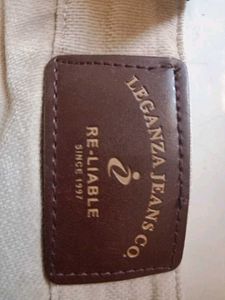 LEGANZA JEANS CO.
RE-LIABLE
SINCE 1997